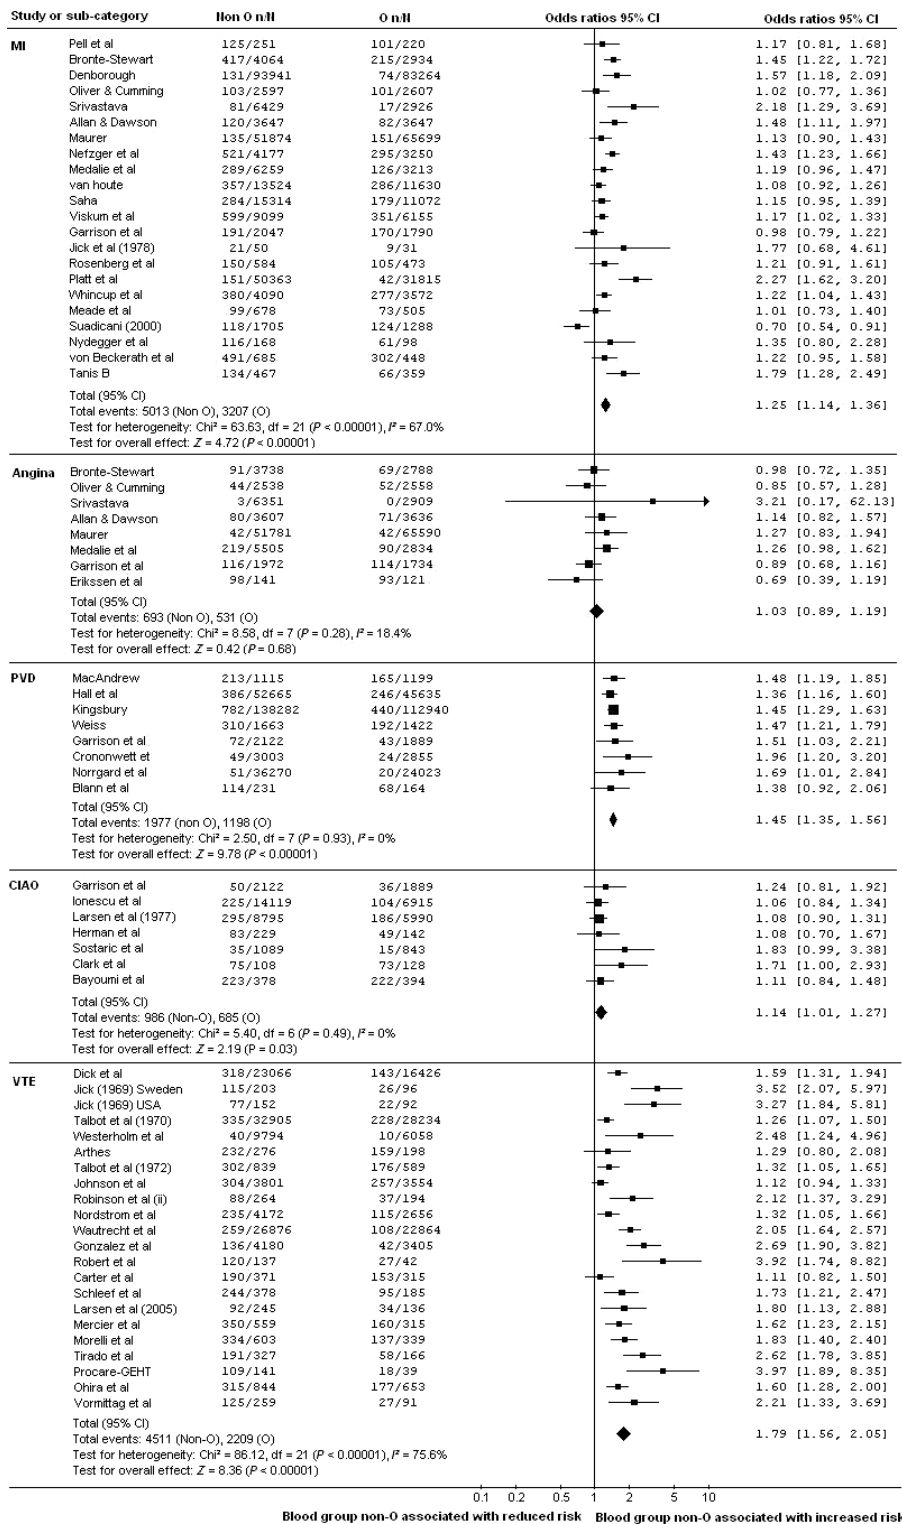 Study or sub-category Non O n/N O n/N Odds ratios 95% CI Odds ratios 95% CI
MI Pell et al 125/251 101/220 1.17 [0.81, 1.68]
Bronte-Stewart 417/4064 215/2934 1.45 [1.22, 1.72]
Denborough 131/93941 74/83264 1.57 [1.18, 2.09]
Oliver & Cumming 103/2597 101/2607 1.02 [0.77, 1.36]
Srivastava 81/6429 17/2926 2.18 [1.29, 3.69]
Allan & Dawson 120/3647 82/3647 1.48 [1.11, 1.97]
Maurer 135/51874 151/65699 1.13 [0.90, 1.43]
Nefzger et al 521/4177 295/3250 1.43 [1.23, 1.66]
Medalie et al 289/6259 126/3213 1.19 [0.96, 1.47]
van houte 357/13524 286/11630 1.08 [0.92, 1.26]
Saha 284/15314 179/11072 1.15 [0.95, 1.39]
Viskum et al 599/9099 351/6155 1.17 [1.02, 1.33]
Garrison et al 191/2047 170/1790 0.98 [0.79, 1.22]
Jick et al (1978) 21/50 9/31 1.77 [0.68, 4.61]
Rosenberg et al 150/584 105/473 1.21 [0.91, 1.61]
Platt et al 151/50363 42/31815 2.27 [1.62, 3.20]
Whincup et al 380/4090 277/3572 1.22 [1.04, 1.43]
Meade et al 99/678 73/505 1.01 [0.73, 1.40]
Suadicani (2000) 118/1705 124/1288 0.70 [0.54, 0.91]
Nydegger et al 116/168 61/98 1.35 [0.80, 2.28]
von Beckerath et al 491/685 302/448 1.22 [0.95, 1.58]
Tanis B 134/467 66/359 1.79 [1.28, 2.49]
Total (95% CI) 1.25 [1.14, 1.36]
Total events: 5013 (Non O), 3207 (O)
Test for heterogeneity: Chi² = 63.63, df = 21 (P < 0.00001), I² = 67.0%
Test for overall effect: Z = 4.72 (P < 0.00001)
Angina Bronte-Stewart 91/3738 69/2788 0.98 [0.72, 1.35]
Oliver & Cumming 44/2538 52/2558 0.85 [0.57, 1.28]
Srivastava 3/6351 0/2909 3.21 [0.17, 62.13]
Allan & Dawson 80/3607 71/3636 1.14 [0.82, 1.57]
Maurer 42/51781 42/65590 1.27 [0.83, 1.94]
Medalie et al 219/5505 90/2834 1.26 [0.98, 1.62]
Garrison et al 116/1972 114/1734 0.89 [0.68, 1.16]
Erikssen et al 98/141 93/121 0.69 [0.39, 1.19]
Total (95% CI) 1.03 [0.89, 1.19]
Total events: 693 (Non O), 531 (O)
Test for heterogeneity: Chi² = 8.58, df = 7 (P = 0.28), I² = 18.4%
Test for overall effect: Z = 0.42 (P = 0.68)
PVD MacAndrew 213/1115 165/1199 1.48 [1.19, 1.85]
Hall et al 386/52665 246/45635 1.36 [1.16, 1.60]
Kingsbury 782/138282 440/112940 1.45 [1.29, 1.63]
Weiss 310/1663 192/1422 1.47 [1.21, 1.79]
Garrison et al 72/2122 43/1889 1.51 [1.03, 2.21]
Crononwett et 49/3003 24/2855 1.96 [1.20, 3.20]
Norrgard et al 51/36270 20/24023 1.69 [1.01, 2.84]
Blann et al 114/231 68/164 1.38 [0.92, 2.06]
Total (95% CI) 1.45 [1.35, 1.56]
Total events: 1977 (non O), 1198 (O)
Test for heterogeneity: Chi² = 2.50, df = 7 (P = 0.93), I² = 0%
Test for overall effect: Z = 9.78 (P < 0.00001)
CIAO Garrison et al 50/2122 36/1889 1.24 [0.81, 1.92]
Ionescu et al 225/14119 104/6915 1.06 [0.84, 1.34]
Larsen et al (1977) 295/8795 186/5990 1.08 [0.90, 1.31]
Herman et al 83/229 49/142 1.08 [0.70, 1.67]
Sostaric et al 35/1089 15/843 1.83 [0.99, 3.38]
Clark et al 75/108 73/128 1.71 [1.00, 2.93]
Bayoumi et al 223/378 222/394 1.11 [0.84, 1.48]
Total (95% CI) 1.14 [1.01, 1.27]
Total events: 986 (Non-O), 685 (O)
Test for heterogeneity: Chi² = 5.40, df = 6 (P = 0.49), I² = 0%
Test for overall effect: Z = 2.19 (P = 0.03)
VTE Dick et al 318/23066 143/16426 1.59 [1.31, 1.94]
Jick (1969) Sweden 115/203 26/96 3.52 [2.07, 5.97]
Jick (1969) USA 77/152 22/92 3.27 [1.84, 5.81]
Talbot et al (1970) 335/32905 228/28234 1.26 [1.07, 1.50]
Westerholm et al 40/9794 10/6058 2.48 [1.24, 4.96]
Arthes 232/276 159/198 1.29 [0.80, 2.08]
Talbot et al (1972) 302/839 176/589 1.32 [1.05, 1.65]
Johnson et al 304/3801 257/3554 1.12 [0.94, 1.33]
Robinson et al (ii) 88/264 37/194 2.12 [1.37, 3.29]
Nordstrom et al 235/4172 115/2656 1.32 [1.05, 1.66]
Wautrecht et al 259/26876 108/22864 2.05 [1.64, 2.57]
Gonzalez et al 136/4180 42/3405 2.69 [1.90, 3.82]
Robert et al 120/137 27/42 3.92 [1.74, 8.82]
Carter et al 190/371 153/315 1.11 [0.82, 1.50]
Schleef et al 244/378 95/185 1.73 [1.21, 2.47]
Larsen et al (2005) 92/245 34/136 1.80 [1.13, 2.88]
Mercier et al 350/559 160/315 1.62 [1.23, 2.15]
Morelli et al 334/603 137/339 1.83 [1.40, 2.40]
Tirado et al 191/327 58/166 2.62 [1.78, 3.85]
Procare-GEHT 109/141 18/39 3.97 [1.89, 8.35]
Ohira et al 315/844 177/653 1.60 [1.28, 2.00]
Vormittag et al 125/259 27/91 2.21 [1.33, 3.69]
Total (95% CI) 1.79 [1.56, 2.05]
Total events: 4511 (Non-O), 2209 (O)
Test for heterogeneity: Chi² = 86.12, df = 21 (P < 0.00001), I² = 75.6%
Test for overall effect: Z = 8.36 (P < 0.00001)
0.1 0.2 0.5 1 2 5 10
Blood group non-O associated with reduced risk Blood group non-O associated with increased risk